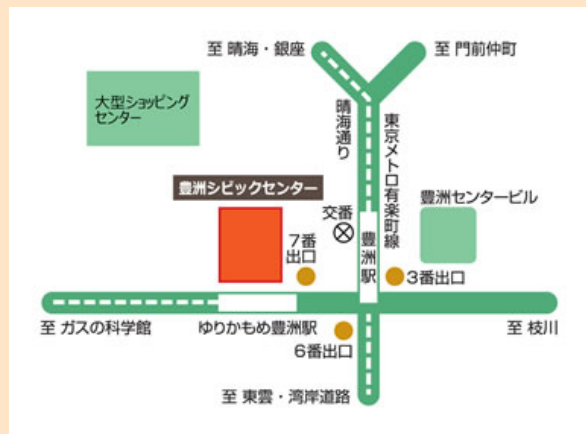 至 晴海・銀座
至 門前仲町
大型ショッピング
センター
晴海通り
東京メトロ有楽町線
豊洲シビックセンター
豊洲センタービル
交番
豊洲駅
7番
出口
3番出口
至 ガスの科学館
ゆりかもめ豊洲駅
至 枝川
6番出口
至 東雲・湾岸道路